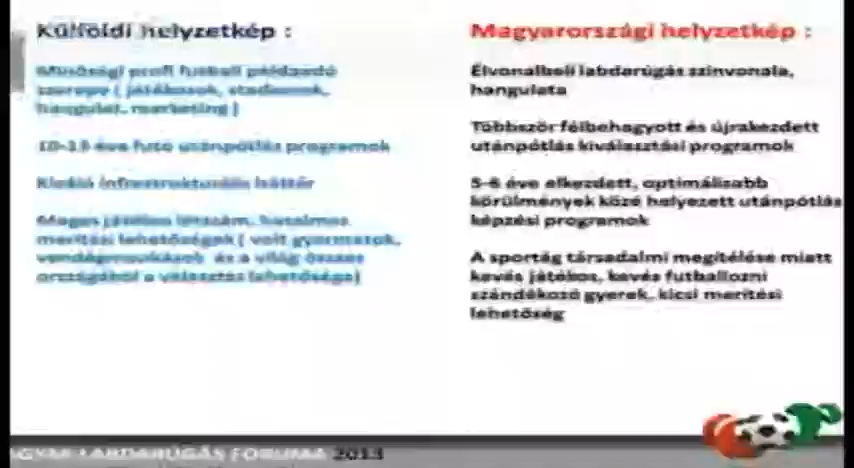 Külföldi helyzetkép :
Minőségi profi futball példaadó
szerepe ( játékosok, stadionok,
hangulat, marketing )
10-15 éve futó utánpótlás programok
Kiváló infrastrukturális háttér
Magas játékos létszám, hatalmas
merítési lehetőségek ( volt gyarmatok,
vendégmunkások és a világ összes
országából a választás lehetősége)
Magyarországi helyzetkép :
Élvonalbeli labdarúgás színvonala,
hangulata
Többször félbehagyott és újrakezdett
utánpótlás kiválasztási programok
5-6 éve elkezdett, optimálisabb
körülmények közé helyezett utánpótlás
képzési programok
A sportág társadalmi megítélése miatt
kevés játékos, kevés futballozni
szándékozó gyerek, kicsi merítési
lehetőség
LABDARÚGÁS FÓRUMA 2013